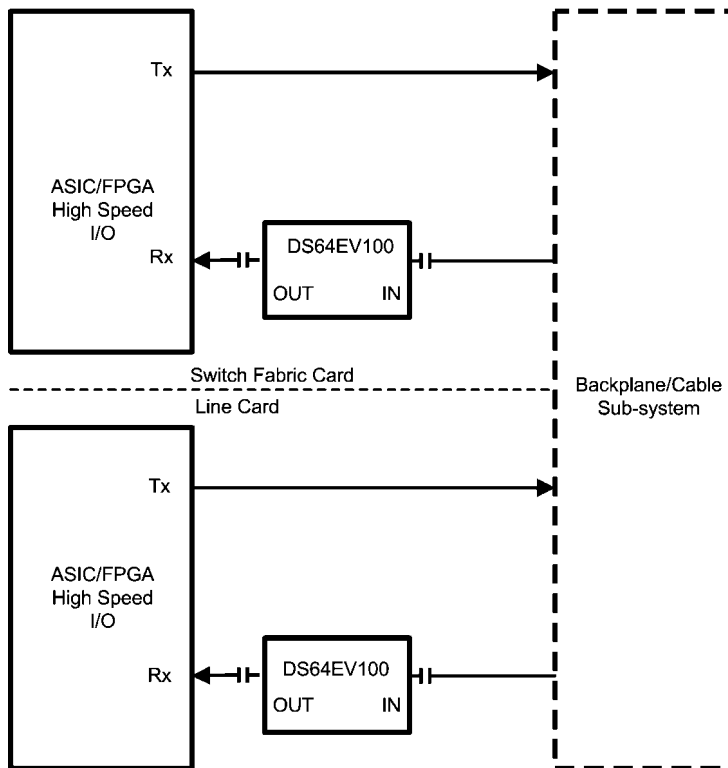 Tx
ASIC/FPGA
High Speed
I/O
Rx
DS64EV100
OUT IN
Switch Fabric Card
Line Card
Backplane/Cable
Sub-system
Tx
ASIC/FPGA
High Speed
I/O
Rx
DS64EV100
OUT IN